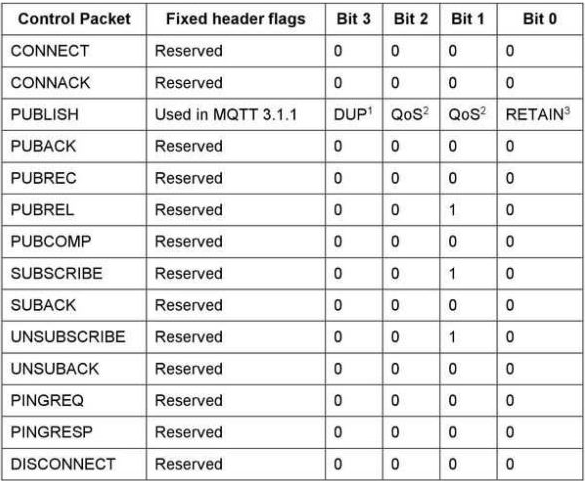 Control Packet Fixed header flags Bit 3 Bit 2 Bit 1 Bit 0
CONNECT Reserved 0 0 0 0
CONNACK Reserved 0 0 0 0
PUBLISH Used in MQTT 3.1.1 DUP¹ QoS² QoS² RETAIN³
PUBACK Reserved 0 0 0 0
PUBREC Reserved 0 0 0 0
PUBREL Reserved 0 0 1 0
PUBCOMP Reserved 0 0 0 0
SUBSCRIBE Reserved 0 0 1 0
SUBACK Reserved 0 0 0 0
UNSUBSCRIBE Reserved 0 0 1 0
UNSUBACK Reserved 0 0 0 0
PINGREQ Reserved 0 0 0 0
PINGRESP Reserved 0 0 0 0
DISCONNECT Reserved 0 0 0 0